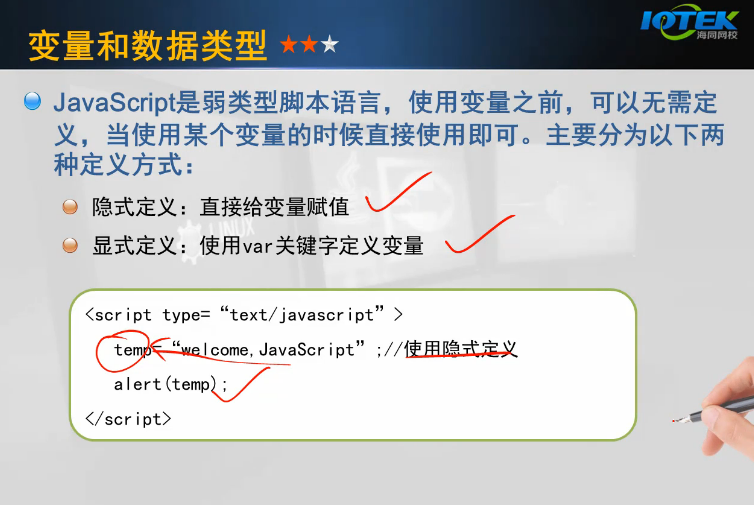 变量和数据类型
IOTEK
海同网校
JavaScript是弱类型脚本语言，使用变量之前，可以无需定
义，当使用某个变量的时候直接使用即可。主要分为以下两
种定义方式：
隐式定义：直接给变量赋值
LINUX
显式定义：使用var关键字定义变量
<script type=“text/javascript”>
temp=“welcome,JavaScript”;//使用隐式定义
alert(temp);
</script>